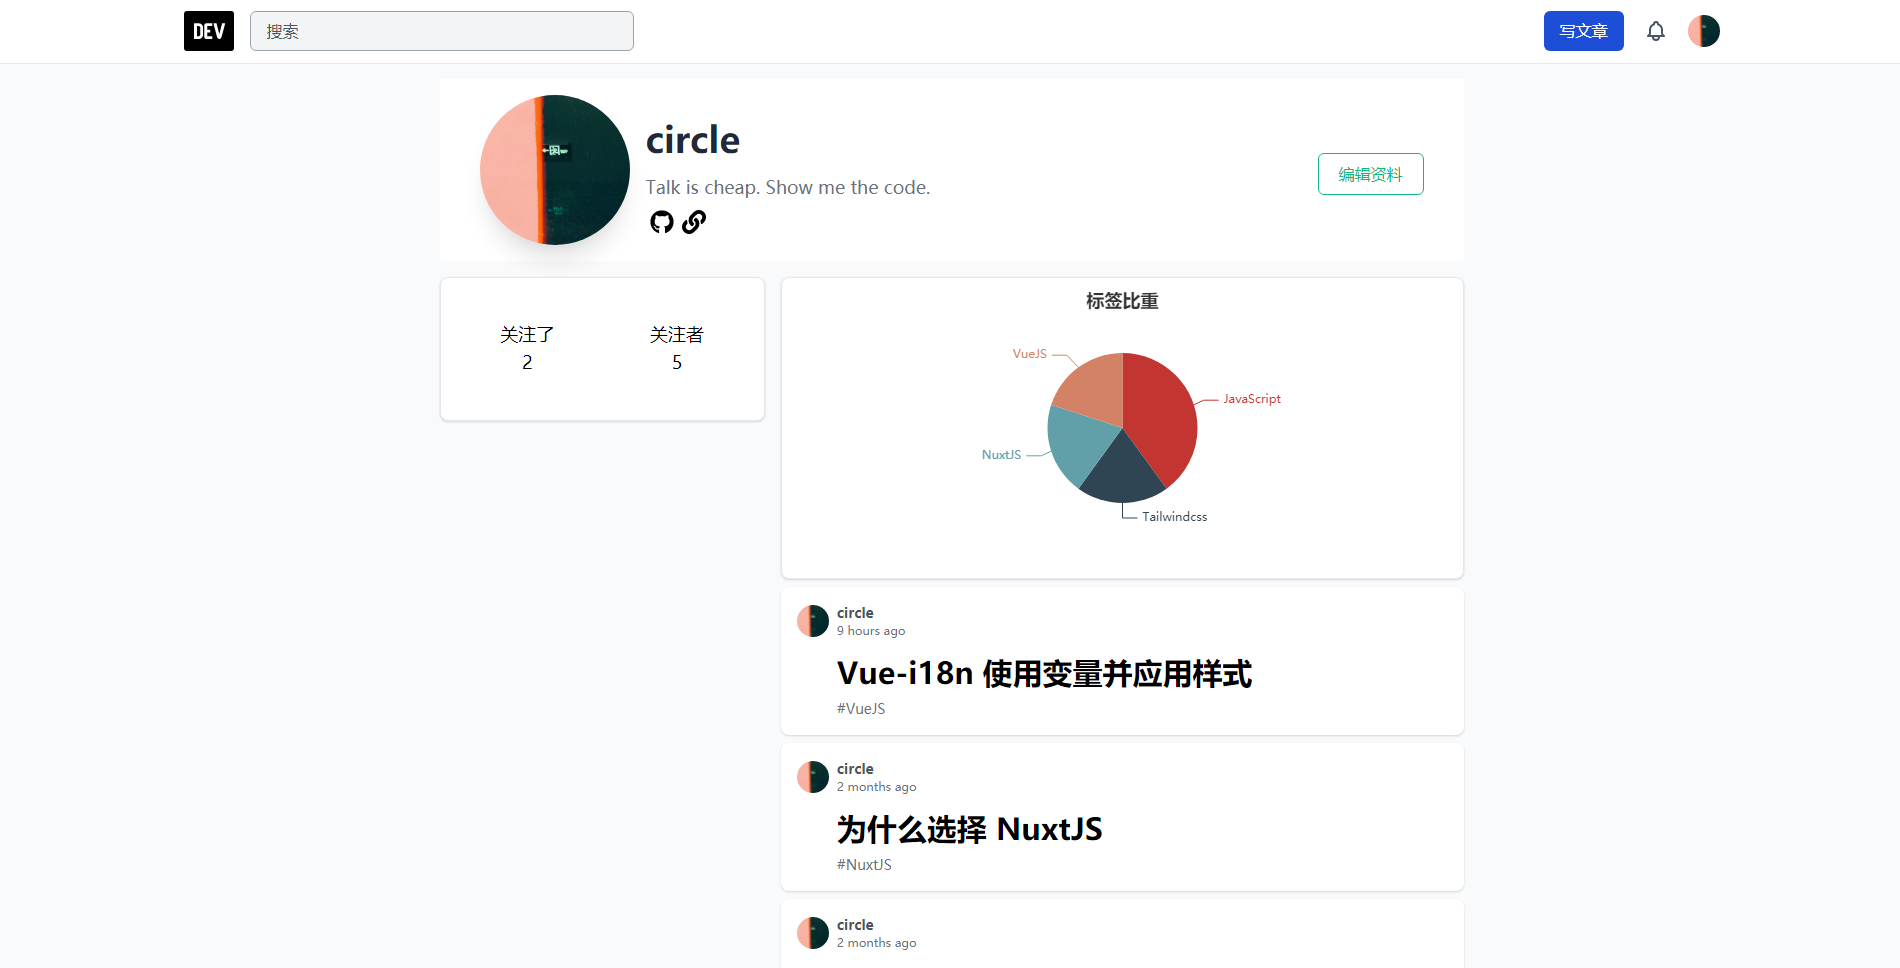 DEV
搜索
写文章
circle
Talk is cheap. Show me the code.
编辑资料
关注了
2
关注者
5
标签比重
VueJS
JavaScript
NuxtJS
Tailwindcss
circle
9 hours ago
Vue-i18n 使用变量并应用样式
#VueJS
circle
2 months ago
为什么选择 NuxtJS
#NuxtJS
circle
2 months ago